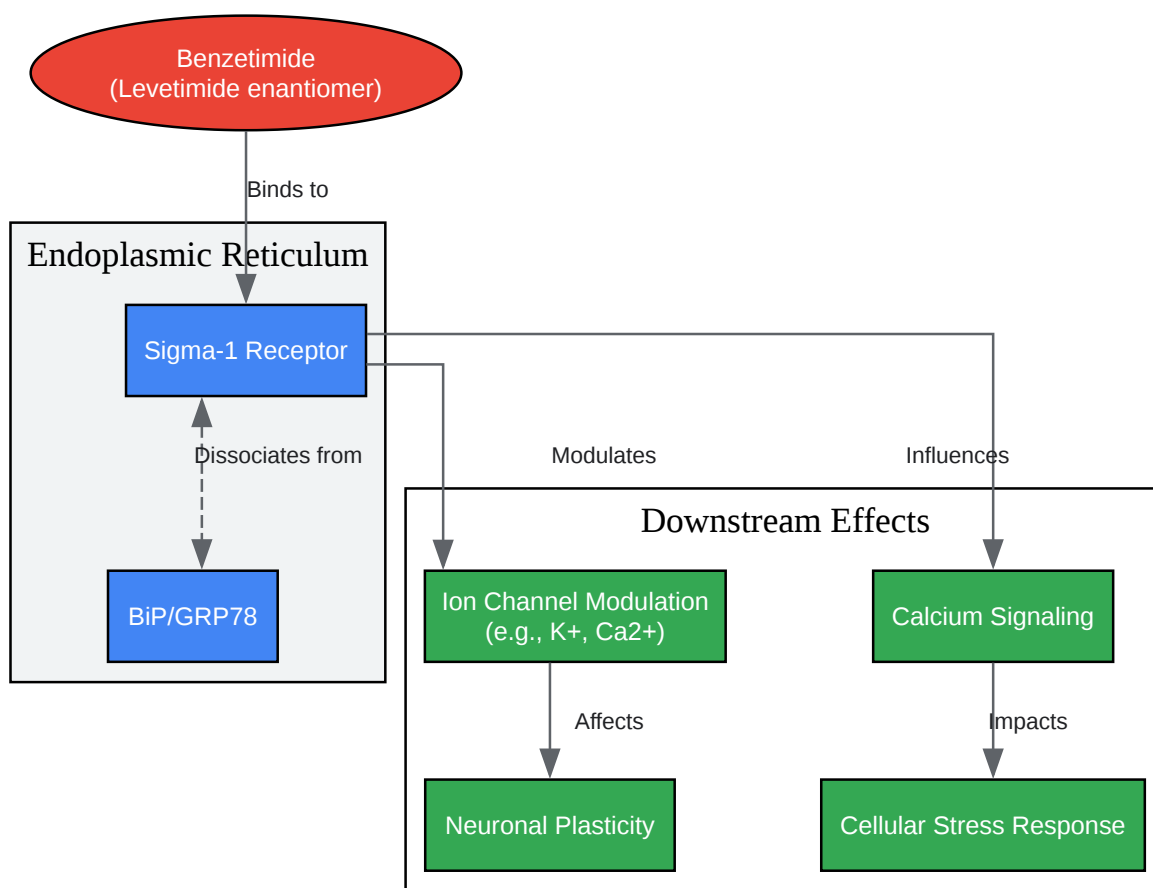 Benzetimide
(Levetimide enantiomer)
Binds to
Endoplasmic Reticulum
Sigma-1 Receptor
Dissociates from
Modulates
Influences
Downstream Effects
BiP/GRP78
Ion Channel Modulation
(e.g., K+, Ca2+)
Calcium Signaling
Affects
Impacts
Neuronal Plasticity
Cellular Stress Response